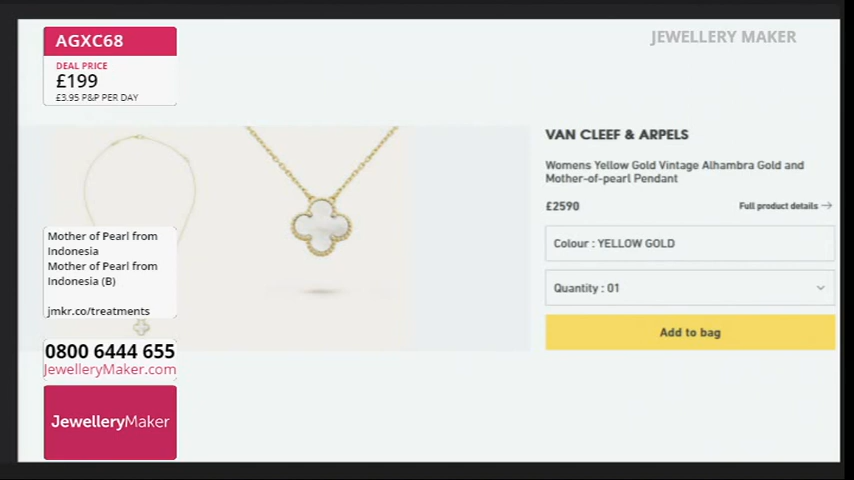 AGXC68
DEAL PRICE
£199
£3.95 P&P PER DAY
JEWELLERY MAKER
VAN CLEEF & ARPELS
Womens Yellow Gold Vintage Alhambra Gold and
Mother-of-pearl Pendant
£2590
Full product details →
Colour : YELLOW GOLD
Quantity : 01
Add to bag
Mother of Pearl from
Indonesia
Mother of Pearl from
Indonesia (B)
jmkr.co/treatments
0800 6444 655
JewelleryMaker.com
JewelleryMaker